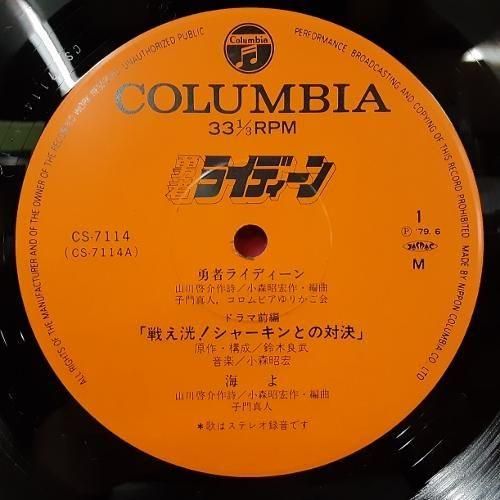 Columbia
COLUMBIA
33 1/3 RPM
勇者ライディーン
CS-7114
(CS-7114A)
1
Ⓟ '79. 6
JASRAC
M
勇者ライディーン
山川啓介作詩/小森昭宏作・編曲
子門真人, コロムビアゆりかご会
ドラマ前編
「戦え洸!シャーキンとの対決」
原作・構成/鈴木良武
音楽/小森昭宏
海 よ
山川啓介作詩/小森昭宏作・編曲
子門真人
*歌はステレオ録音です
ALL RIGHTS OF THE MANUFACTURER AND OF THE OWNER OF THE RECORDED WORK RESERVED. UNAUTHORIZED PUBLIC PERFORMANCE BROADCASTING AND COPYING OF THIS RECORD PROHIBITED MADE BY NIPPON COLUMBIA CO. LTD